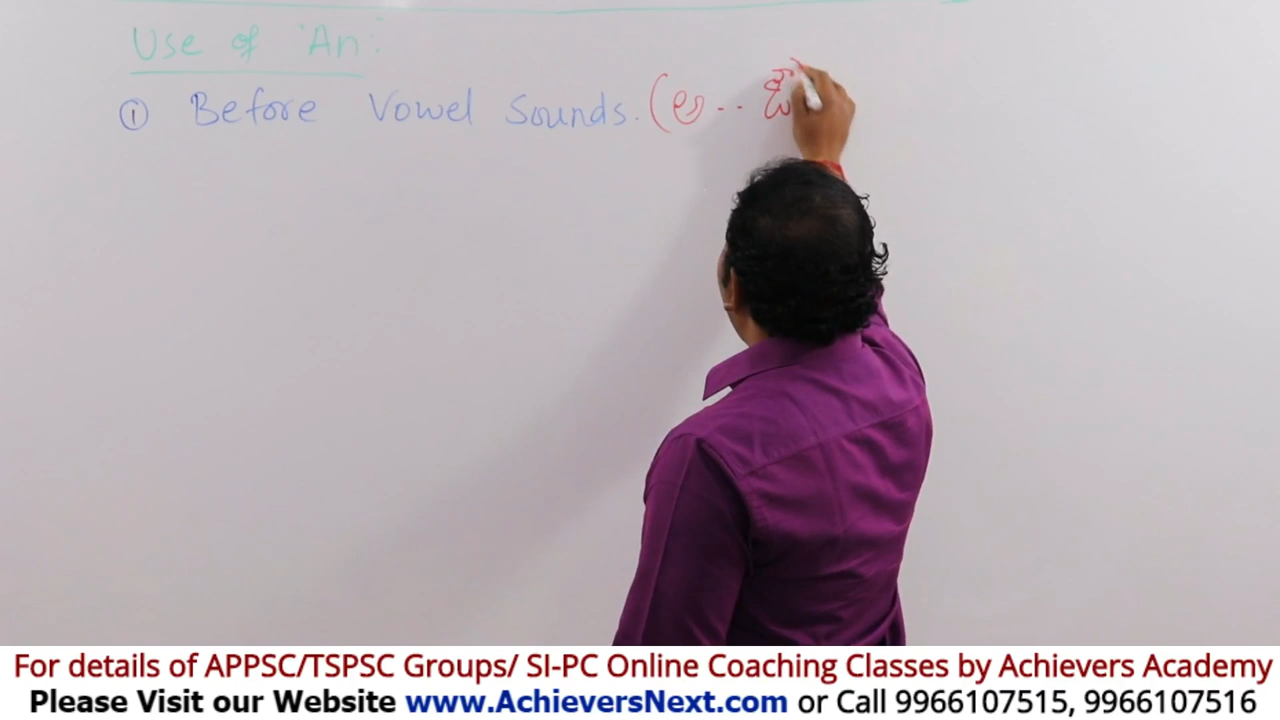 Use of 'An':
① Before Vowel Sounds. (అ..
For details of APPSC/TSPSC Groups/ SI-PC Online Coaching Classes by Achievers Academy
Please Visit our Website www.AchieversNext.com or Call 9966107515, 9966107516